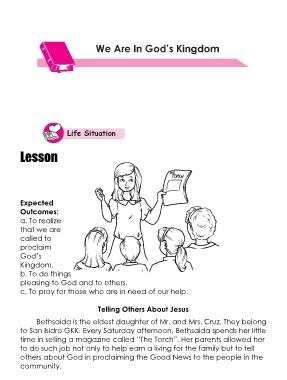 We Are In God's Kingdom
Life Situation
Lesson
TORCH
Expected
Outcomes:
a. To realize
that we are
called to
proclaim
God's
Kingdom.
b. To do things
pleasing to God and to others.
c. To pray for those who are in need of our help.
Telling Others About Jesus
Bethsaida is the eldest daughter of Mr. and Mrs. Cruz. They belong
to San Isidro GKK. Every Saturday afternoon, Bethsaida spends her little
time in selling a magazine called "The Torch". Her parents allowed her
to do such job not only to help earn a living for the family but to tell
others about God in proclaiming the Good News to the people in the
community.